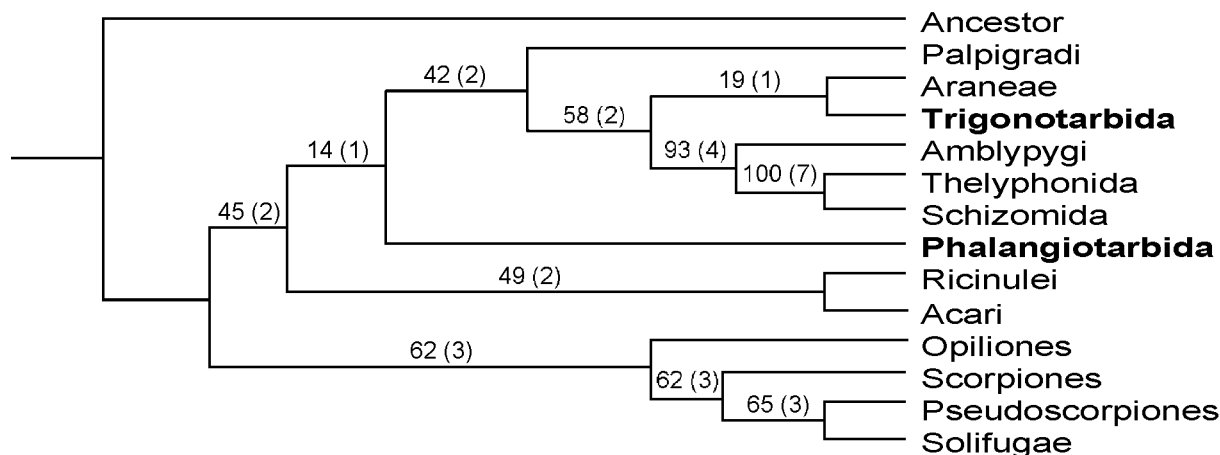 Ancestor
Palpigradi
42 (2)
19 (1)
Araneae
Trigonotarbida
58 (2)
93 (4)
Amblypygi
14 (1)
100 (7)
Thelyphonida
45 (2)
Schizomida
Phalangiotarbida
49 (2)
Ricinulei
Acari
62 (3)
Opiliones
62 (3)
Scorpiones
65 (3)
Pseudoscorpiones
Solifugae